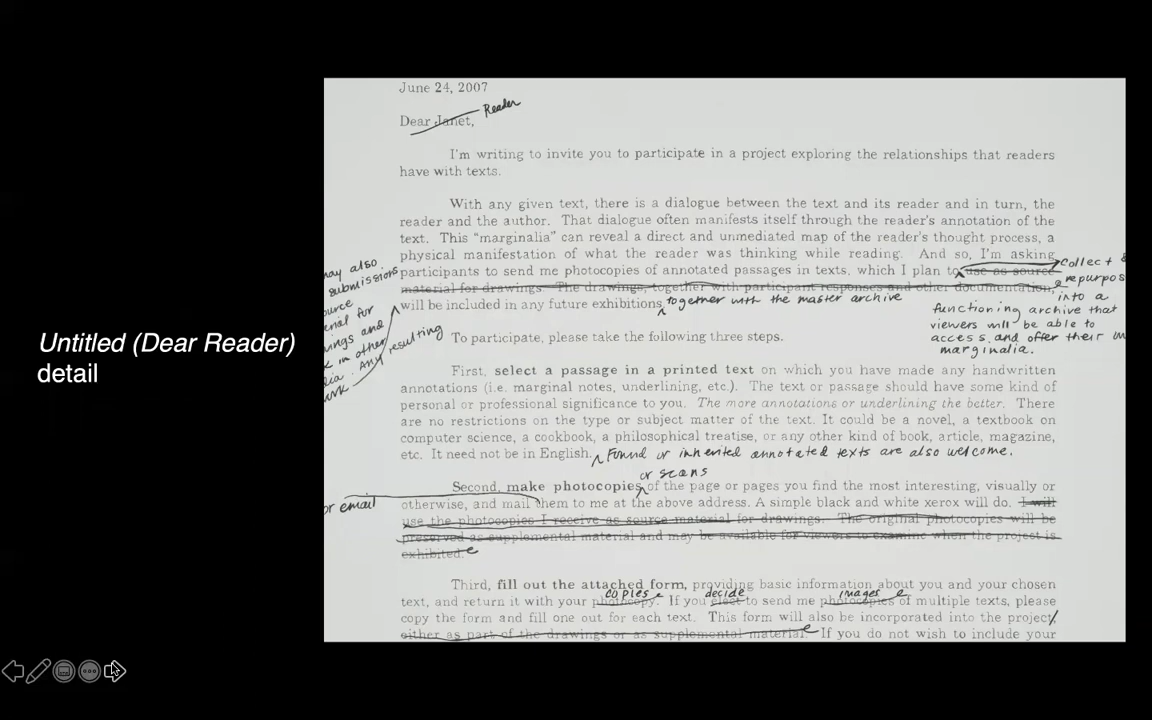 Untitled (Dear Reader)
detail
June 24, 2007
Reader
Dear Janet,
I'm writing to invite you to participate in a project exploring the relationships that readers
have with texts.
With any given text, there is a dialogue between the text and its reader and in turn, the
reader and the author. That dialogue often manifests itself through the reader's annotation of the
text. This "marginalia" can reveal a direct and unmediated map of the reader's thought process, a
physical manifestation of what the reader was thinking while reading. And so, I'm asking
participants to send me photocopies of annotated passages in texts, which I plan to use as source
material for drawings. The drawings, together with participant responses and other documentation,
will be included in any future exhibitions together with the master archive
collect &
repurpos
into a
functioning archive that
viewers will be able to
access and offer their
marginalia.
may also
submissions
for
and
in other
Any resulting
To participate, please take the following three steps.
First, select a passage in a printed text on which you have made any handwritten
annotations (i.e. marginal notes, underlining, etc.). The text or passage should have some kind of
personal or professional significance to you. The more annotations or underlining the better. There
are no restrictions on the type or subject matter of the text. It could be a novel, a textbook on
computer science, a cookbook, a philosophical treatise, or any other kind of book, article, magazine,
etc. It need not be in English. Found or inherited annotated texts are also welcome.
or scans
Second, make photocopies of the page or pages you find the most interesting, visually or
or email
otherwise, and mail them to me at the above address. A simple black and white xerox will do. I will
use the photocopies I receive as source material for drawings. The original photocopies will be
preserved as supplemental material and may be available for viewers to examine when the project is
exhibited.
Third, fill out the attached form, providing basic information about you and your chosen
copies decide images
text, and return it with your photocopy. If you elect to send me photocopies of multiple texts, please
copy the form and fill one out for each text. This form will also be incorporated into the project
either as part of the drawings or as supplemental material. If you do not wish to include your